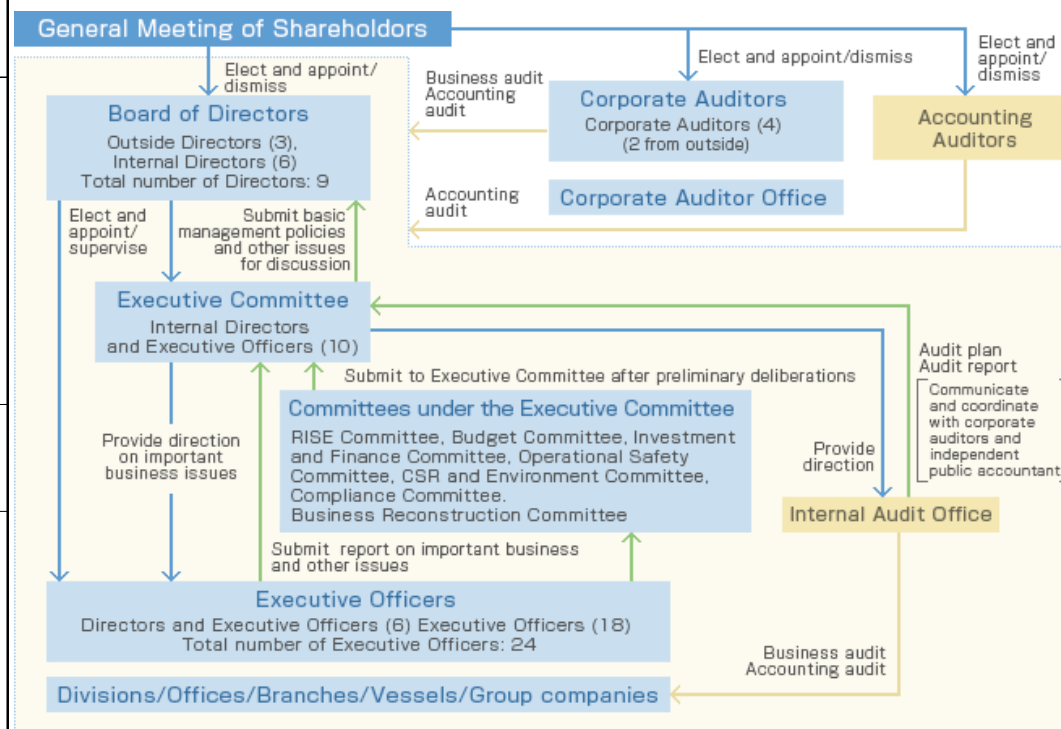 General Meeting of Shareholders
Elect and appoint/
dismiss
Elect and appoint/dismiss
Elect and
appoint/
dismiss
Board of Directors
Outside Directors (3),
Internal Directors (6)
Total number of Directors: 9
Business audit
Accounting
audit
Corporate Auditors
Corporate Auditors (4)
(2 from outside)
Accounting
Auditors
Accounting
audit
Corporate Auditor Office
Elect and
appoint/
supervise
Submit basic
management policies
and other issues
for discussion
Executive Committee
Internal Directors
and Executive Officers (10)
Submit to Executive Committee after preliminary deliberations
Audit plan
Audit report
Communicate
and coordinate
with corporate
auditors and
independent
public accountant
Committees under the Executive Committee
RISE Committee, Budget Committee, Investment
and Finance Committee, Operational Safety
Committee, CSR and Environment Committee,
Compliance Committee.
Business Reconstruction Committee
Provide direction
on important
business issues
Provide
direction
Internal Audit Office
Submit report on important business
and other issues
Executive Officers
Directors and Executive Officers (6) Executive Officers (18)
Total number of Executive Officers: 24
Business audit
Accounting audit
Divisions/Offices/Branches/Vessels/Group companies